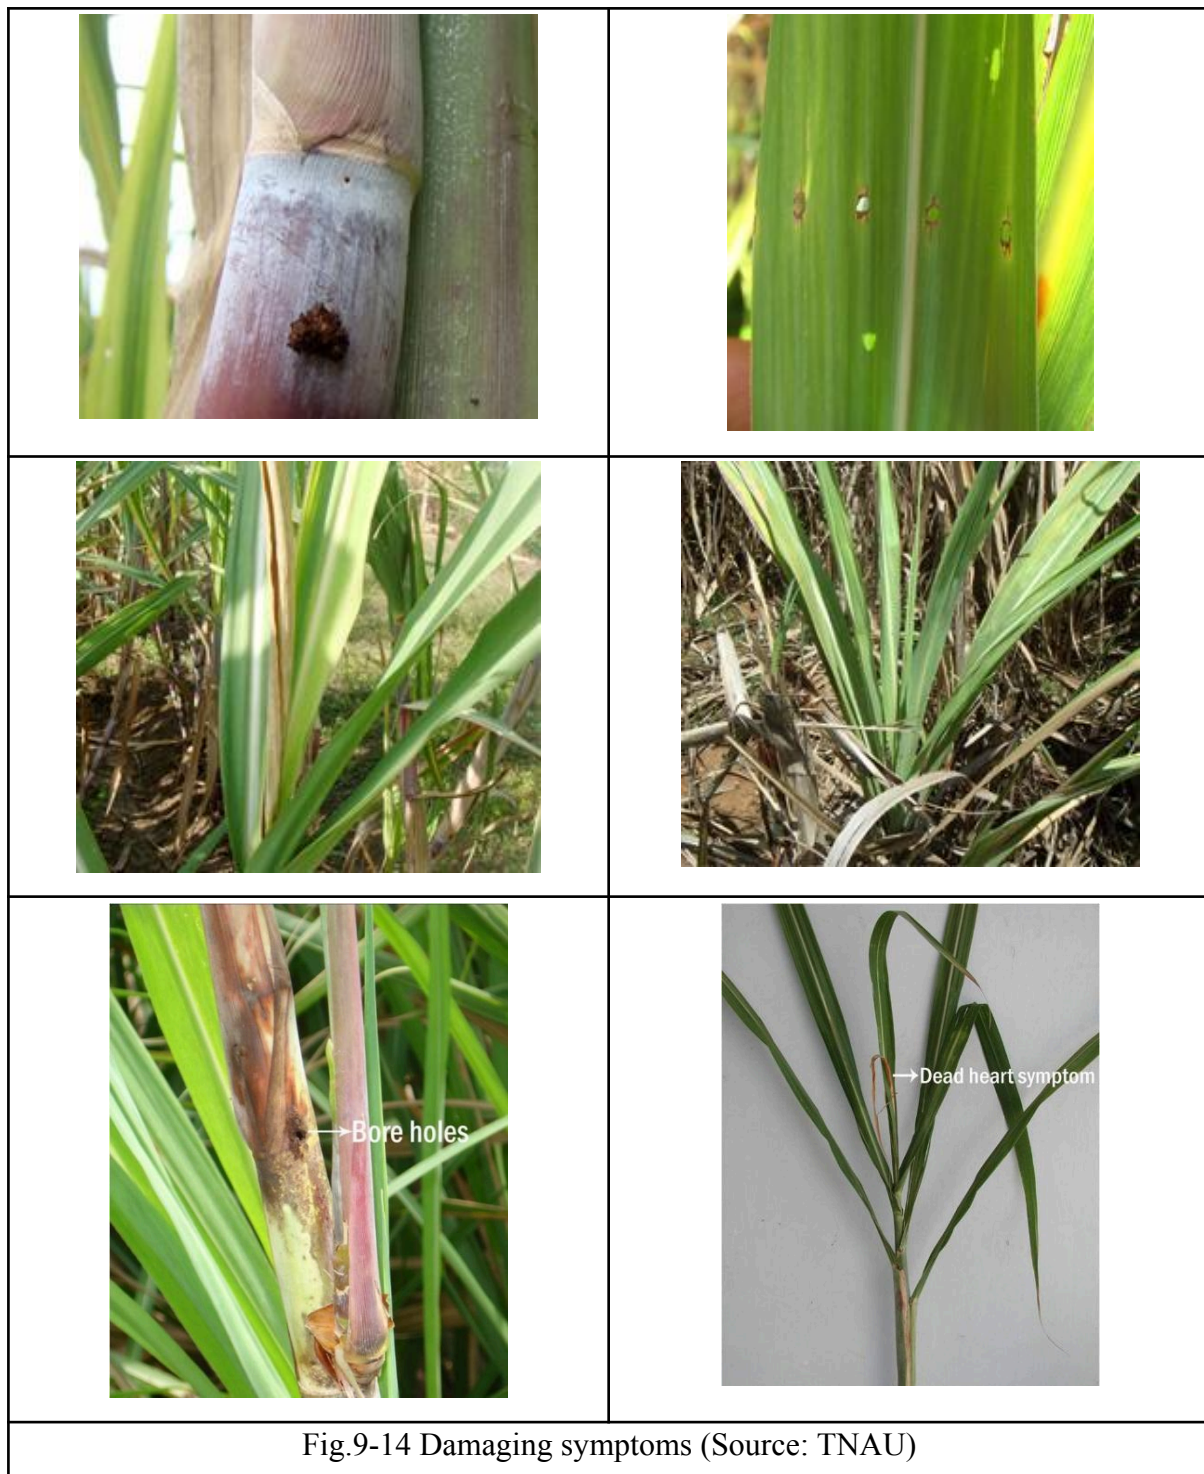 Bore holes
Dead heart symptom
Fig.9-14 Damaging symptoms (Source: TNAU)